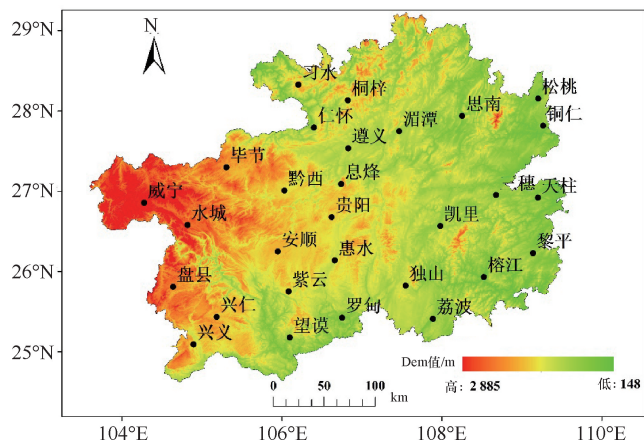 29°N
N
习水
桐梓
松桃
思南
28°N
铜仁
仁怀
湄潭
遵义
毕节
息烽
黔西
27°N
穗
天柱
威宁
贵阳
水城
凯里
黎平
安顺
惠水
26°N
榕江
盘县
紫云
独山
兴仁
罗甸
荔波
望谟
兴义
25°N
Dem值/m
0 20 40 60 80 100
km
高: 2 885
低: 148
104°E
106°E
108°E
110°E